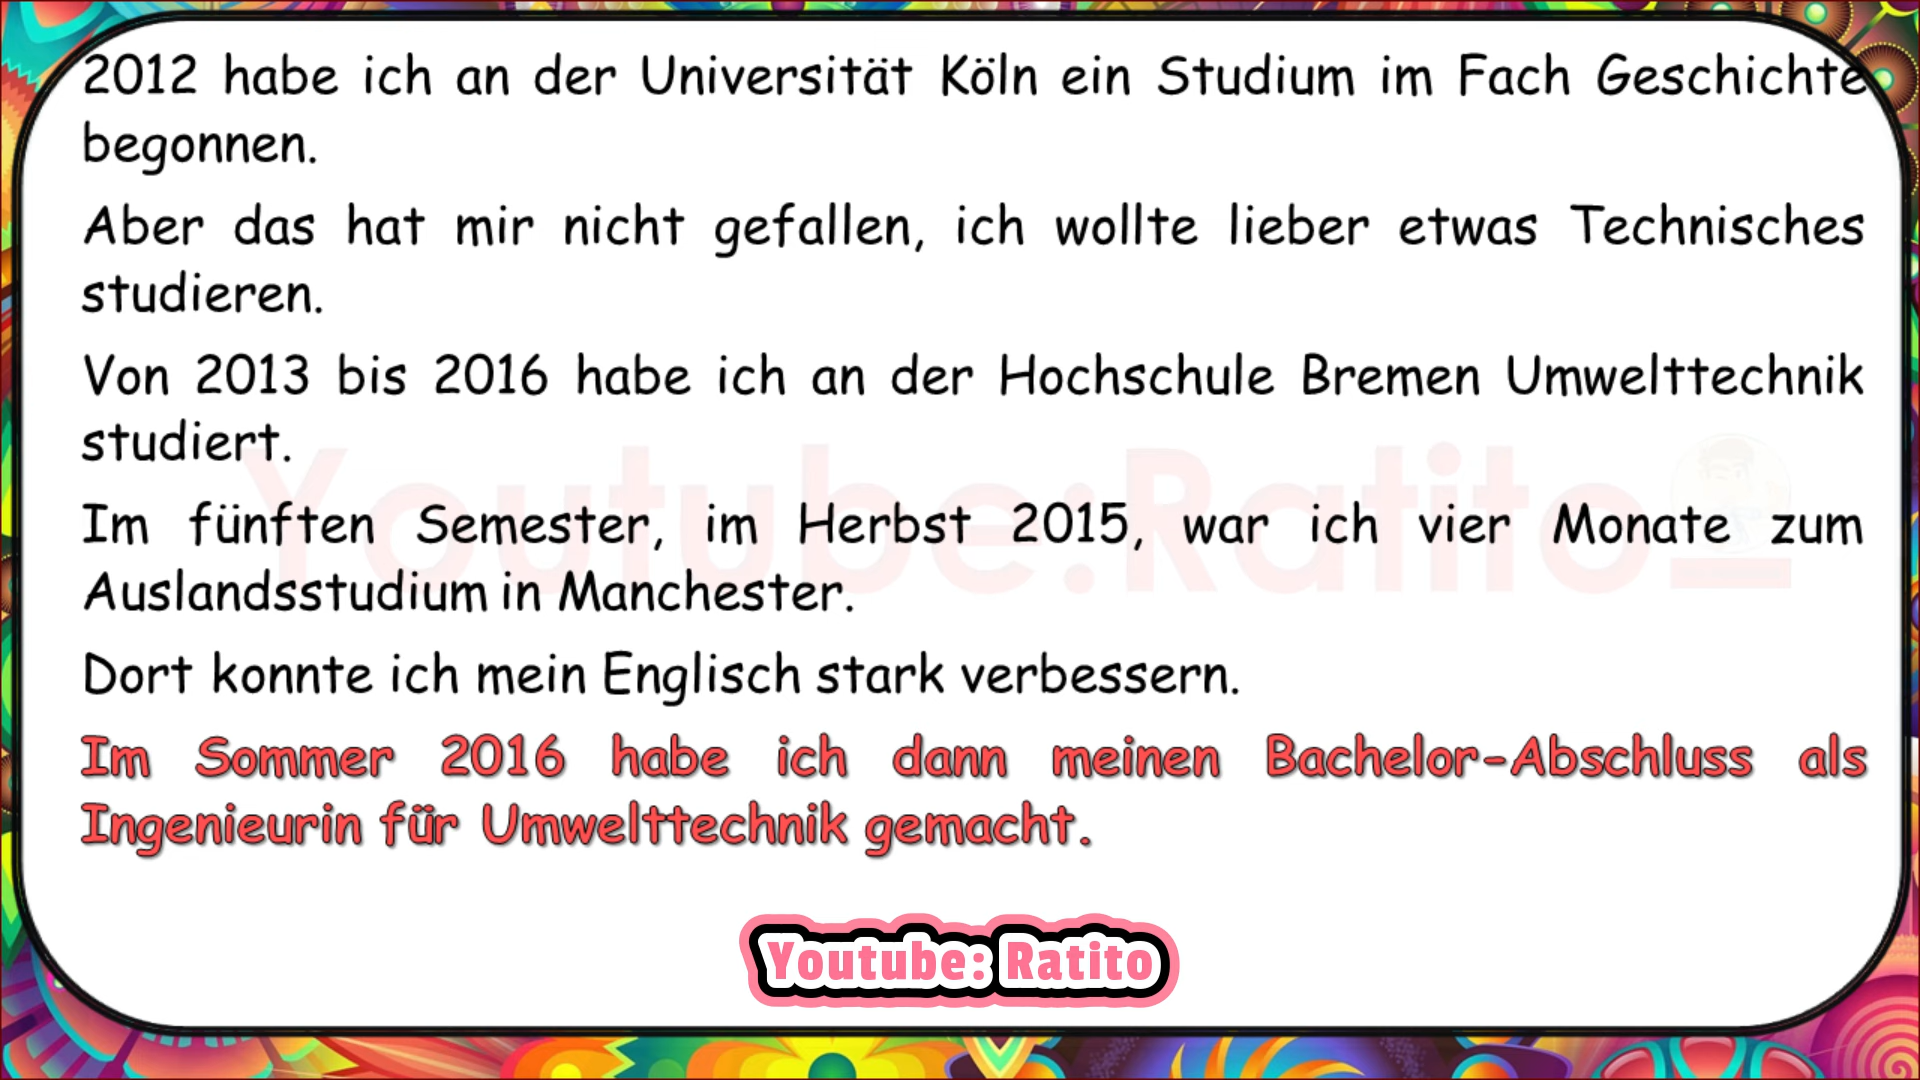 2012 habe ich an der Universität Köln ein Studium im Fach Geschichte
begonnen.
Aber das hat mir nicht gefallen, ich wollte lieber etwas Technisches
studieren.
Von 2013 bis 2016 habe ich an der Hochschule Bremen Umwelttechnik
studiert.
Youtube:Ratito
Im fünften Semester, im Herbst 2015, war ich vier Monate zum
Auslandsstudium in Manchester.
Dort konnte ich mein Englisch stark verbessern.
Im Sommer 2016 habe ich dann meinen Bachelor-Abschluss als
Ingenieurin für Umwelttechnik gemacht.
Youtube: Ratito